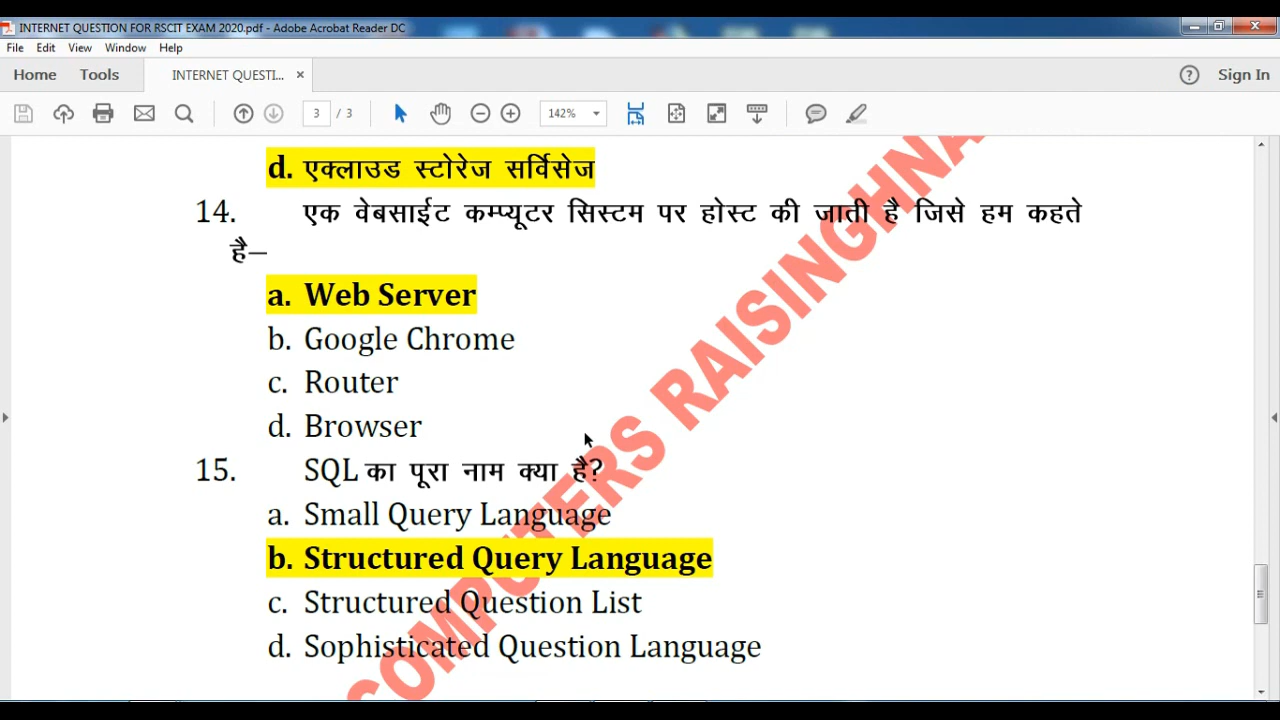 INTERNET QUESTION FOR RSCIT EXAM 2020.pdf - Adobe Acrobat Reader DC
File Edit View Window Help
Home Tools INTERNET QUESTI... × Sign In
3 / 3 142%
d. एक्लाउड स्टोरेज सर्विसेज
14. एक वेबसाईट कम्प्यूटर सिस्टम पर होस्ट की जाती है जिसे हम कहते
है–
a. Web Server
b. Google Chrome
c. Router
d. Browser
15. SQL का पूरा नाम क्या है?
a. Small Query Language
b. Structured Query Language
c. Structured Question List
d. Sophisticated Question Language
COMPUTERS RAISINGHNA